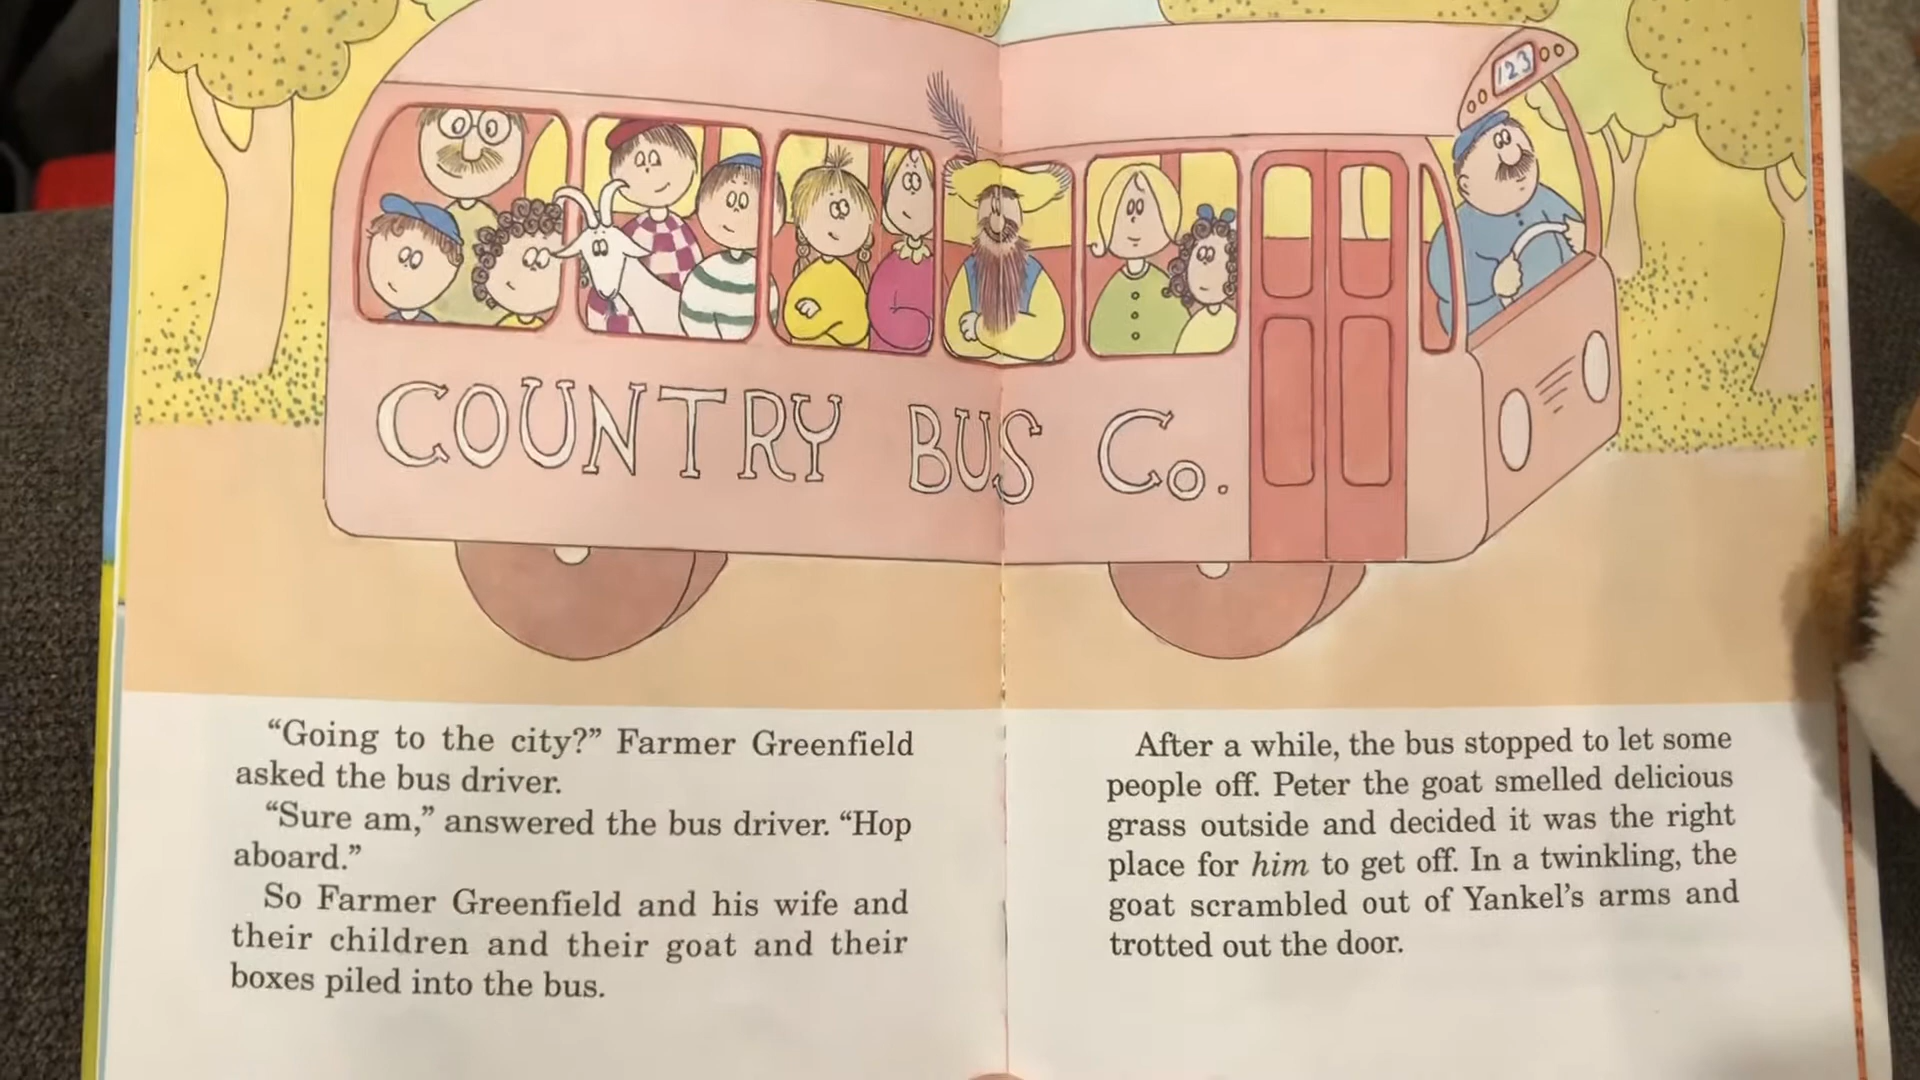 123
COUNTRY BUS Co.
“Going to the city?” Farmer Greenfield
asked the bus driver.
“Sure am,” answered the bus driver. “Hop
aboard.”
So Farmer Greenfield and his wife and
their children and their goat and their
boxes piled into the bus.
After a while, the bus stopped to let some
people off. Peter the goat smelled delicious
grass outside and decided it was the right
place for him to get off. In a twinkling, the
goat scrambled out of Yankel’s arms and
trotted out the door.